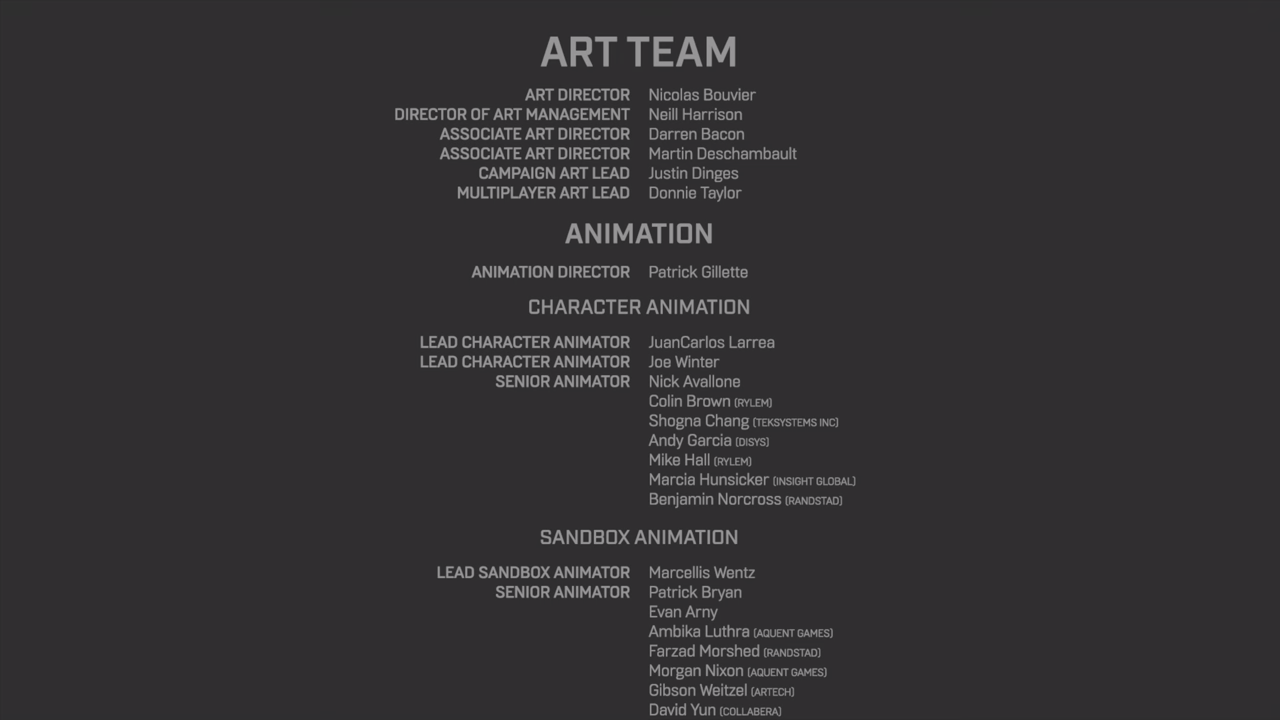 ART TEAM
ART DIRECTOR Nicolas Bouvier
DIRECTOR OF ART MANAGEMENT Neill Harrison
ASSOCIATE ART DIRECTOR Darren Bacon
ASSOCIATE ART DIRECTOR Martin Deschambault
CAMPAIGN ART LEAD Justin Dinges
MULTIPLAYER ART LEAD Donnie Taylor
ANIMATION
ANIMATION DIRECTOR Patrick Gillette
CHARACTER ANIMATION
LEAD CHARACTER ANIMATOR JuanCarlos Larrea
LEAD CHARACTER ANIMATOR Joe Winter
SENIOR ANIMATOR Nick Avallone
Colin Brown (RYLEM)
Shogna Chang (TEKSYSTEMS INC)
Andy Garcia (DISYS)
Mike Hall (RYLEM)
Marcia Hunsicker (INSIGHT GLOBAL)
Benjamin Norcross (RANDSTAD)
SANDBOX ANIMATION
LEAD SANDBOX ANIMATOR Marcellis Wentz
SENIOR ANIMATOR Patrick Bryan
Evan Arny
Ambika Luthra (AQUENT GAMES)
Farzad Morshed (RANDSTAD)
Morgan Nixon (AQUENT GAMES)
Gibson Weitzel (ARTECH)
David Yun (COLLABERA)